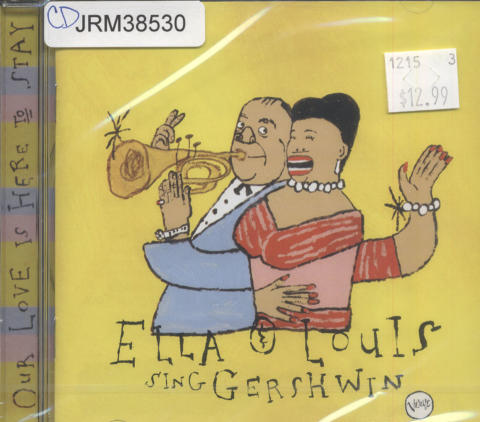 CD JRM38530
1215 3
$12.99
OUR LOVE IS HERE TO STAY
ELLA & LOUIS
SING GERSHWIN
Verve